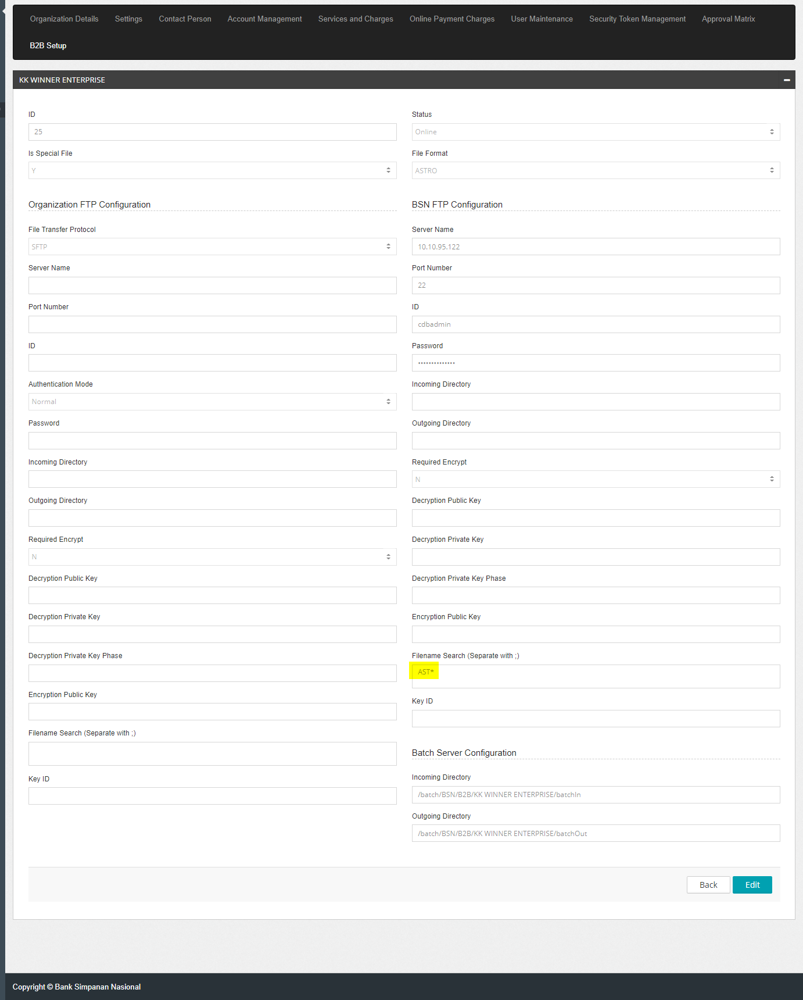 Organization Details Settings Contact Person Account Management Services and Charges Online Payment Charges User Maintenance Security Token Management Approval Matrix
B2B Setup
KK WINNER ENTERPRISE
ID
25
Status
Online
Is Special File
Y
File Format
ASTRO
Organization FTP Configuration
File Transfer Protocol
SFTP
Server Name
Port Number
ID
Authentication Mode
Normal
Password
Incoming Directory
Outgoing Directory
Required Encrypt
N
Decryption Public Key
Decryption Private Key
Decryption Private Key Phase
Encryption Public Key
Filename Search (Separate with ;)
Key ID
BSN FTP Configuration
Server Name
10.10.95.122
Port Number
22
ID
cdbadmin
Password
••••••••••••••
Incoming Directory
Outgoing Directory
Required Encrypt
N
Decryption Public Key
Decryption Private Key
Decryption Private Key Phase
Encryption Public Key
Filename Search (Separate with ;)
AST*
Key ID
Batch Server Configuration
Incoming Directory
/batch/BSN/B2B/KK WINNER ENTERPRISE/batchIn
Outgoing Directory
/batch/BSN/B2B/KK WINNER ENTERPRISE/batchOut
Back Edit
Copyright © Bank Simpanan Nasional